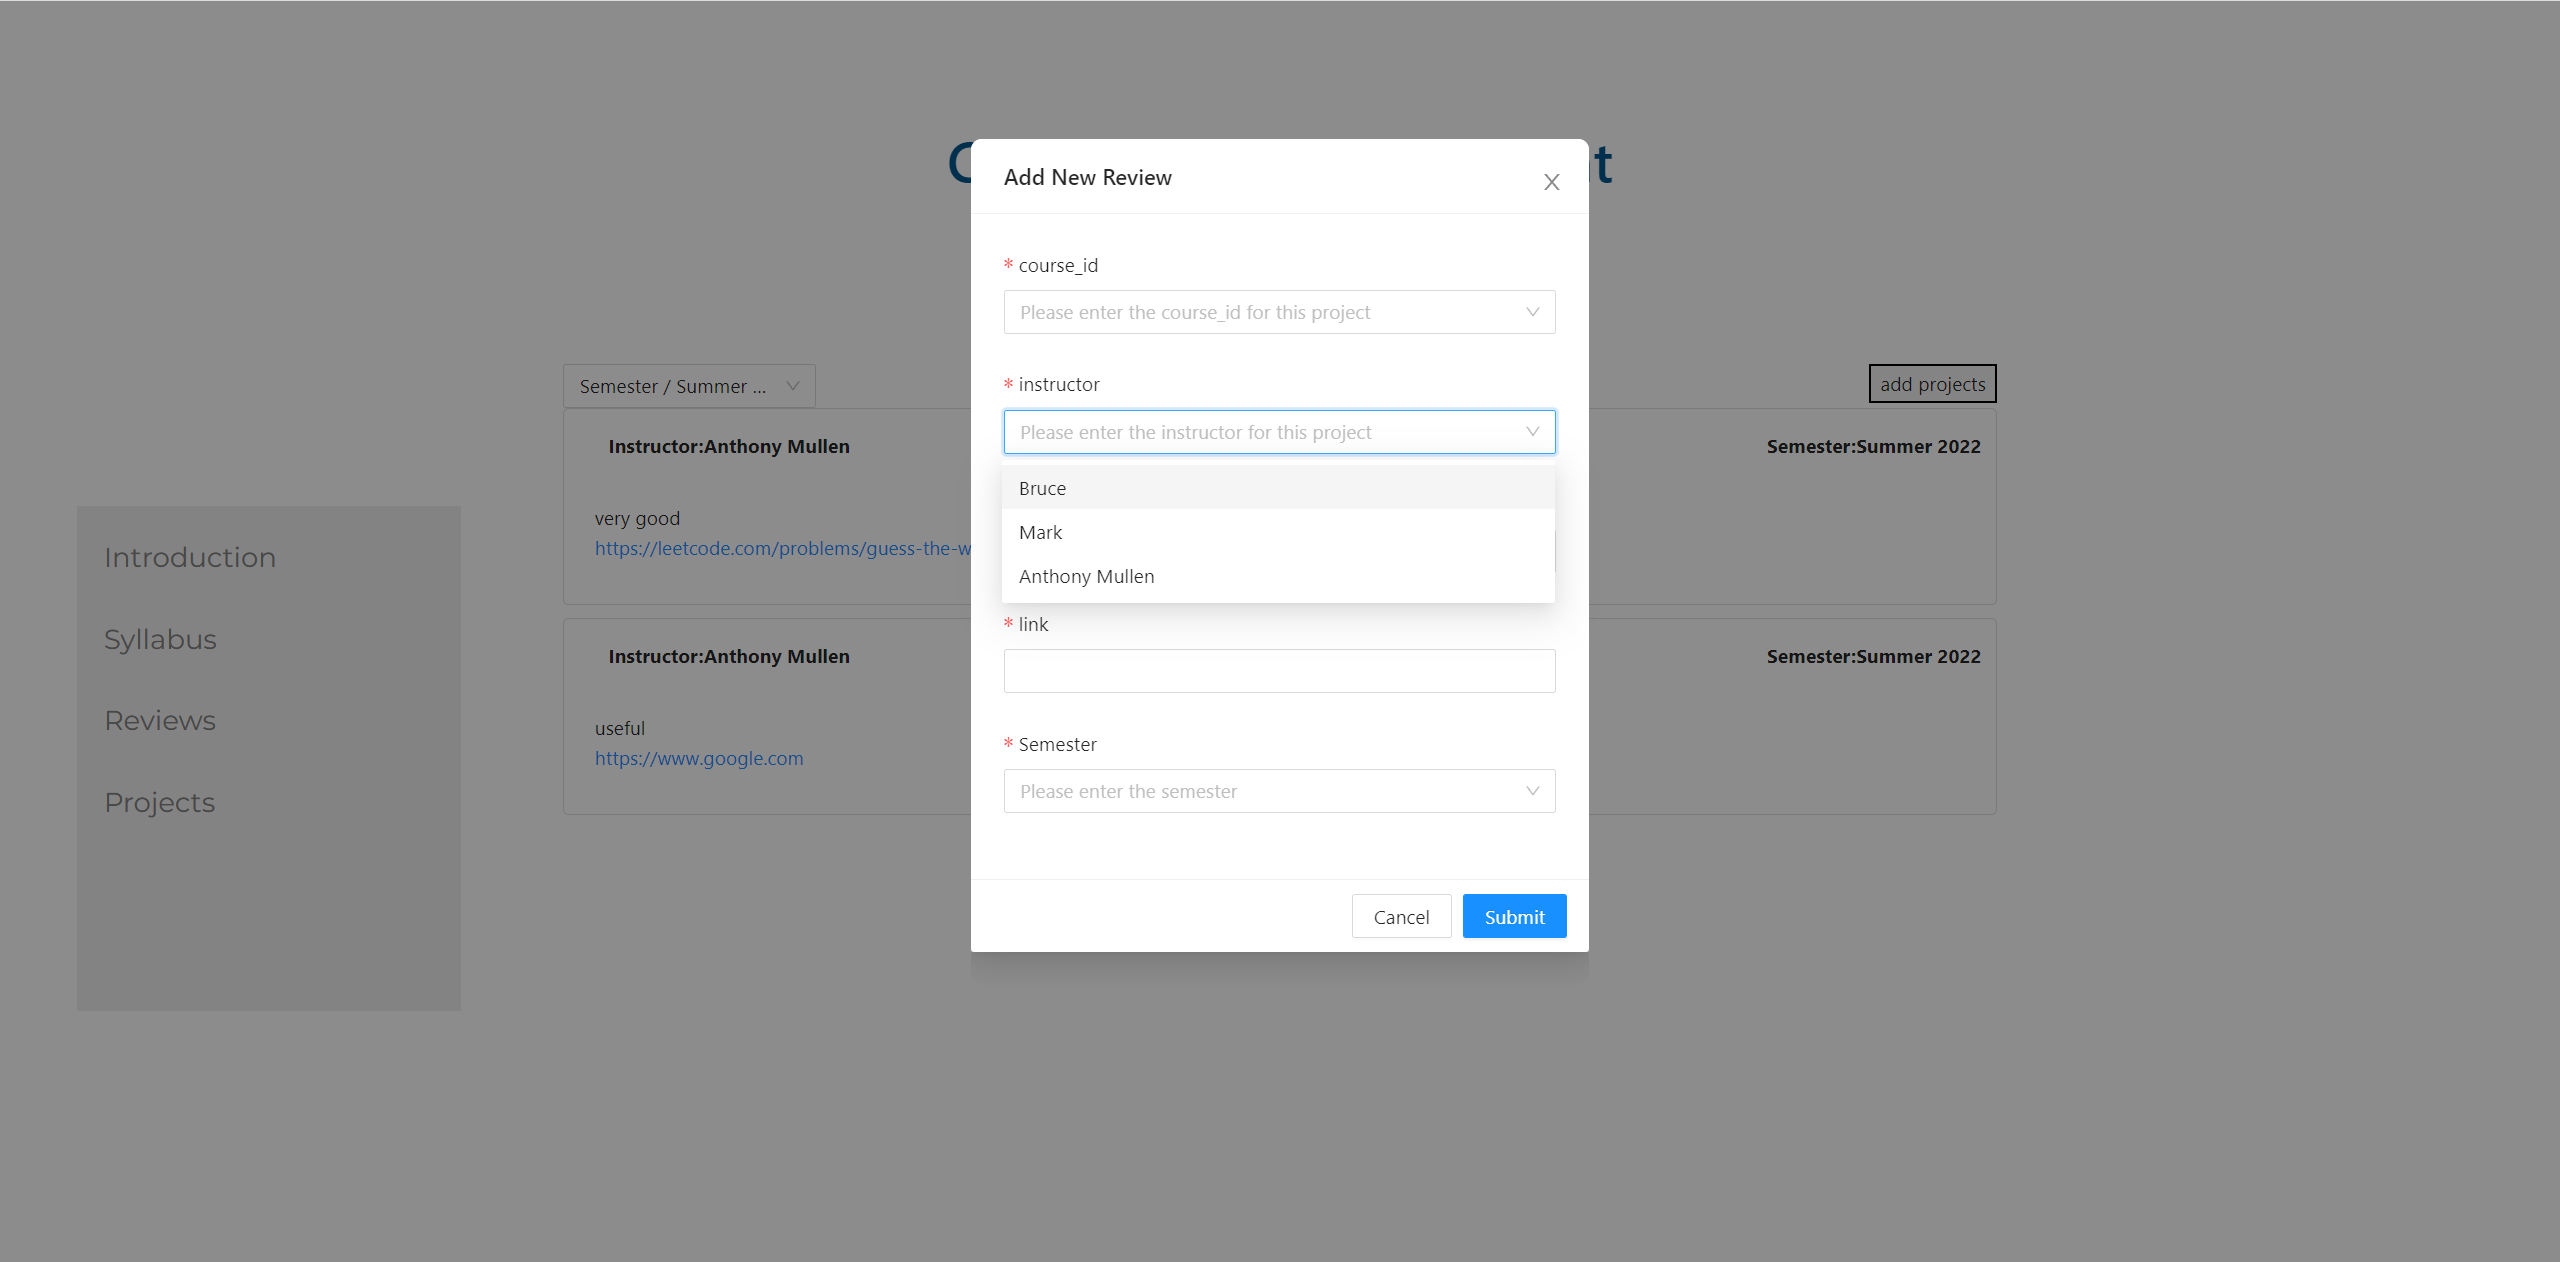 Add New Review
* course_id
Please enter the course_id for this project
* instructor
Please enter the instructor for this project
Bruce
Mark
Anthony Mullen
* link
* Semester
Please enter the semester
Cancel
Submit
Semester / Summer ...
add projects
Instructor:Anthony Mullen
Semester:Summer 2022
very good
https://leetcode.com/problems/guess-the-w
Instructor:Anthony Mullen
Semester:Summer 2022
useful
https://www.google.com
Introduction
Syllabus
Reviews
Projects